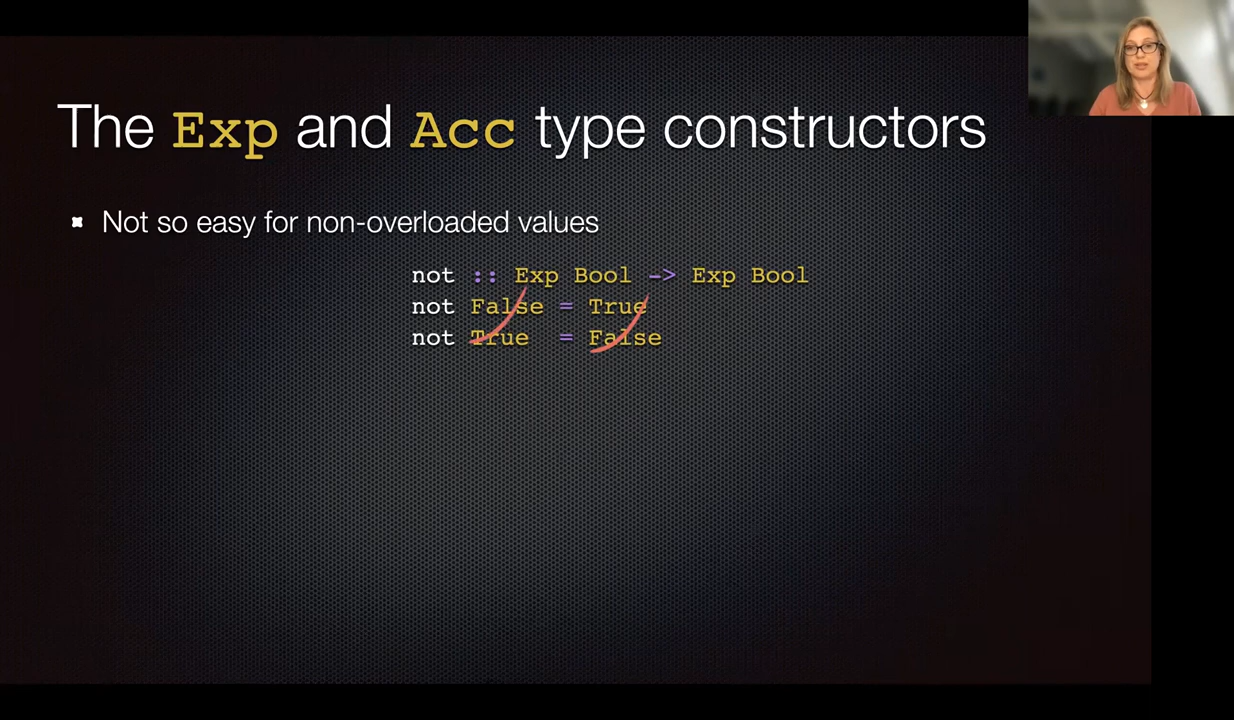 The Exp and Acc type constructors
Not so easy for non-overloaded values
not :: Exp Bool -> Exp Bool
not False = True
not True = False